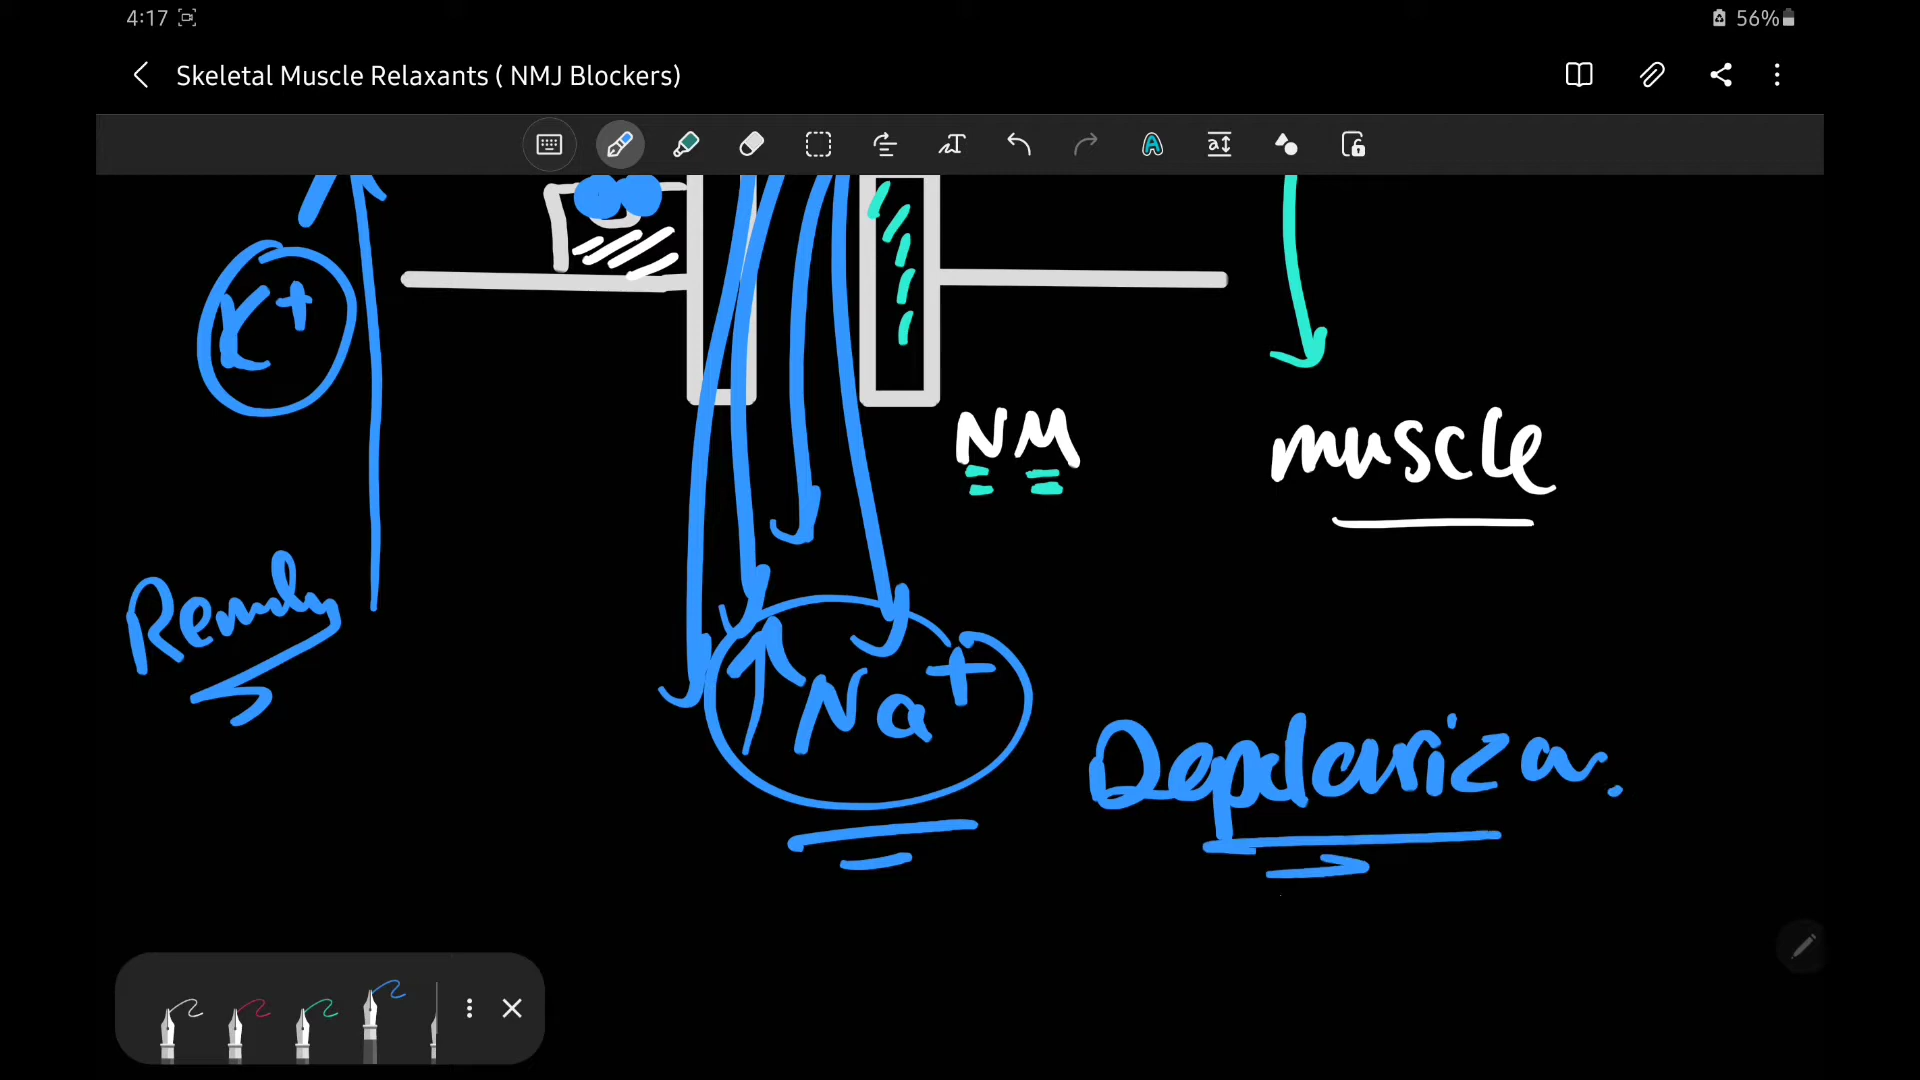 4:17
56%
Skeletal Muscle Relaxants ( NMJ Blockers)
K+
NM
muscle
↑Na+
Depolariza.